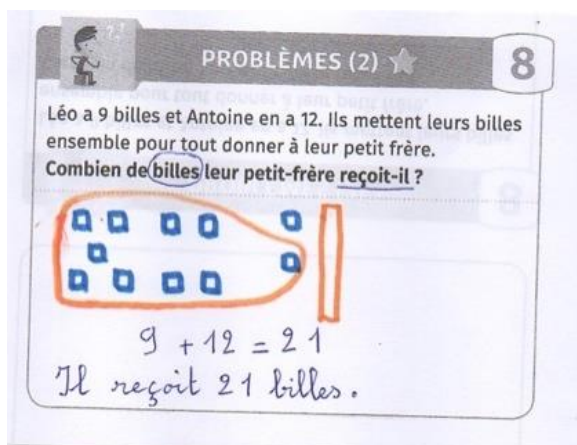 PROBLÈMES (2)
8
Léo a 9 billes et Antoine en a 12. Ils mettent leurs billes
ensemble pour tout donner à leur petit frère.
Combien de billes leur petit-frère reçoit-il ?
9 + 12 = 21
Il reçoit 21 billes.